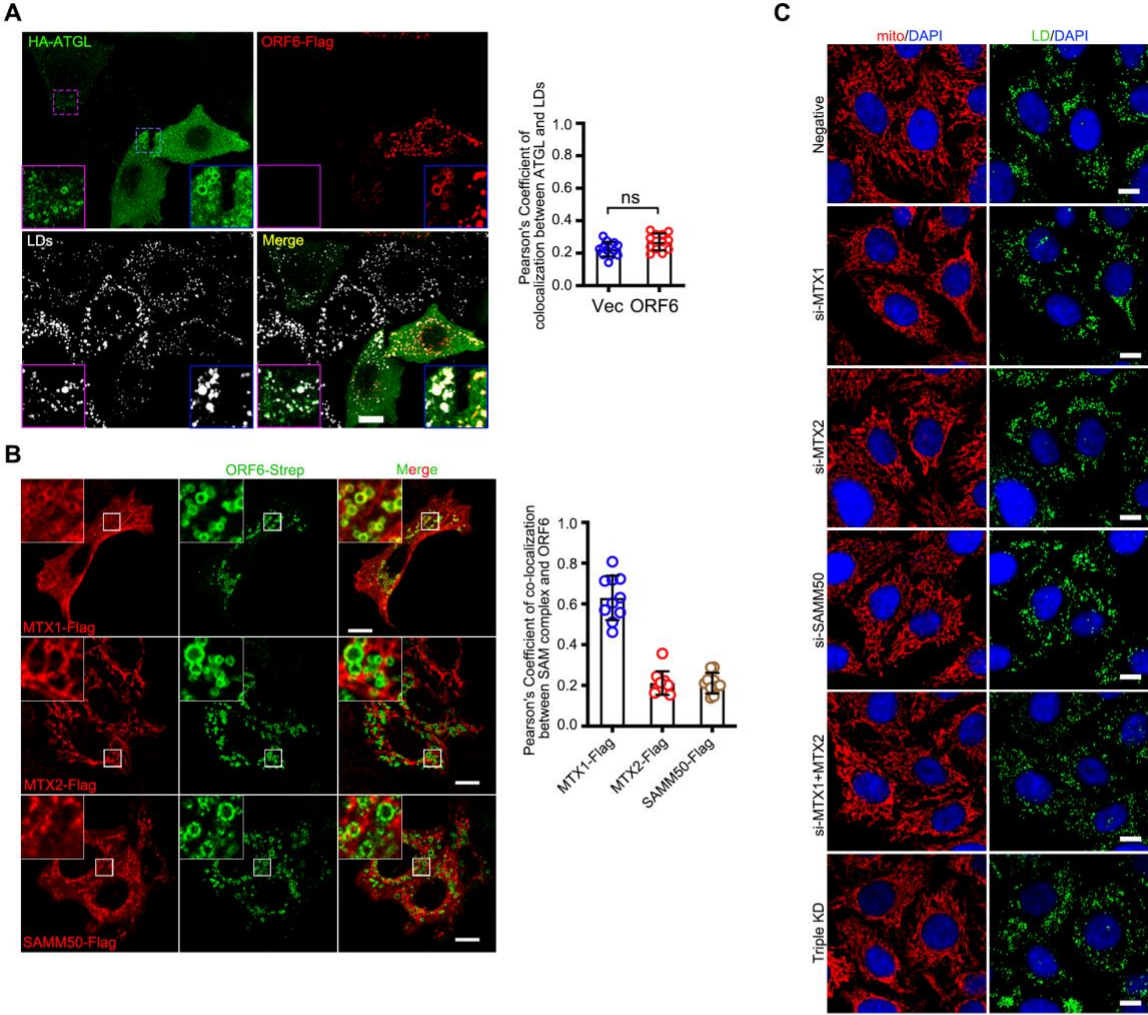 A
HA-ATGL
ORF6-Flag
LDs
Merge
Pearson's Coefficient of
colocalization between ATGL and LDs
1.0
0.8
0.6
0.4
0.2
0.0
ns
Vec ORF6
B
ORF6-Strep
Merge
MTX1-Flag
MTX2-Flag
SAMM50-Flag
Pearson's Coefficient of co-localization
between SAM complex and ORF6
1.0
0.8
0.6
0.4
0.2
0.0
MTX1-Flag
MTX2-Flag
SAMM50-Flag
C
mito/DAPI
LD/DAPI
Negative
si-MTX1
si-MTX2
si-SAMM50
si-MTX1+MTX2
Triple KD